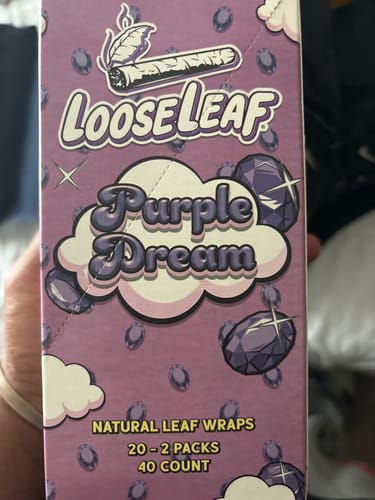 LOOSELEAF
Purple
Dream
NATURAL LEAF WRAPS
20 - 2 PACKS
40 COUNT